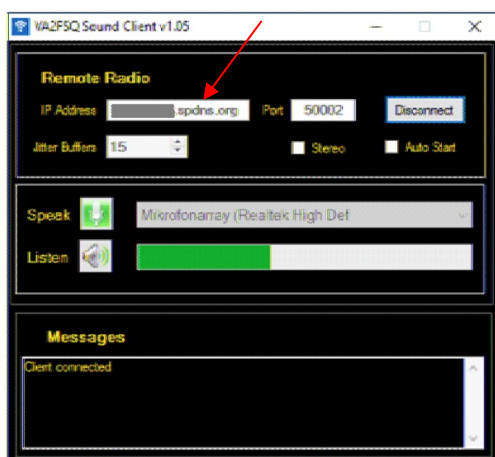 VA2FSQ Sound Client v1.05
Remote Radio
IP Address .spdns.org Port 50002 Disconnect
Jitter Buffers 15 Stereo Auto Start
Speak Mikrofonarray (Realtek High Def
Listen
Messages
Client connected